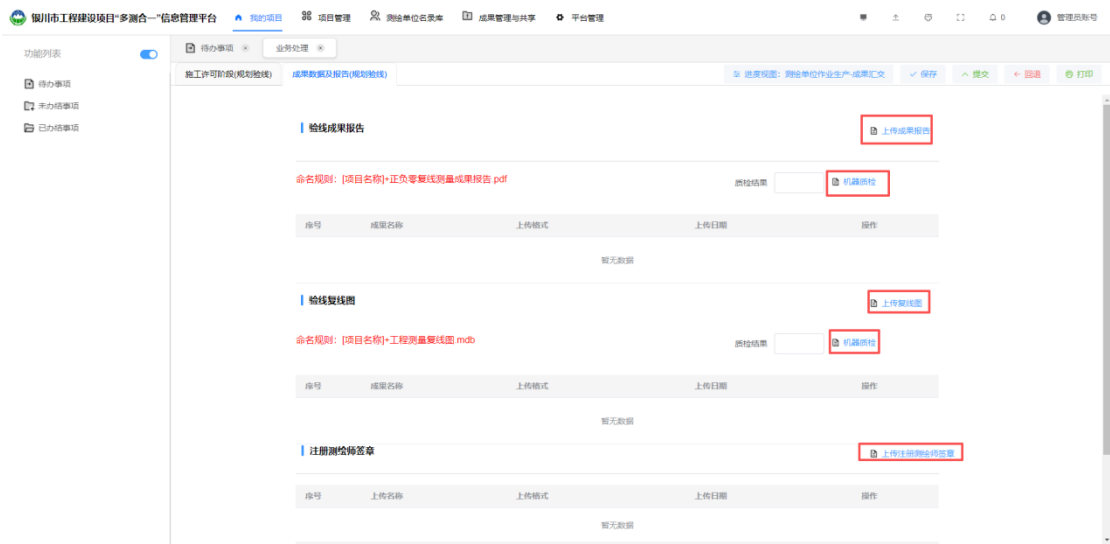 银川市工程建设项目“多测合一”信息管理平台 我的项目 项目管理 测绘单位名录库 成果管理与共享 平台管理 0 管理员账号
功能列表 待办事项 业务处理
施工许可阶段(规划验线) 成果数据及报告(规划验线) 进度视图：测绘单位作业生产-成果汇交 保存 提交 回退 打印
待办事项
未办结事项
已办结事项
验线成果报告 上传成果报告
命名规则：[项目名称]+正负零复线测量成果报告.pdf 质检结果 机器质检
序号 成果名称 上传格式 上传日期 操作
暂无数据
验线复线图 上传复线图
命名规则：[项目名称]+工程测量复线图.mdb 质检结果 机器质检
序号 成果名称 上传格式 上传日期 操作
暂无数据
注册测绘师签章 上传注册测绘师签章
序号 上传名称 上传格式 上传日期 操作
暂无数据